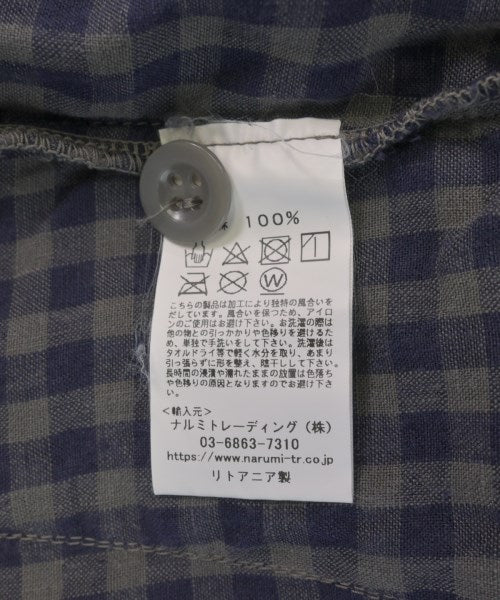 100%
W
こちらの製品は加工により独特の風合いを
だしています。風合いを保つため、アイロ
ンのご使用はお避け下さい。お洗濯の際は
他の物との引っかかりや色移りを避けるた
め、単独で手洗いをして下さい。洗濯後は
タオルドライ等で軽く水分を取り、あまり
引っ張らずに形を整え、陰干しして下さい。
長時間の浸漬や濡れたままの放置は色落ち
や色移りの原因となりますのでお避け下さ
い。
<輸入元>
ナルミトレーディング (株)
03-6863-7310
https://www.narumi-tr.co.jp
リトアニア製